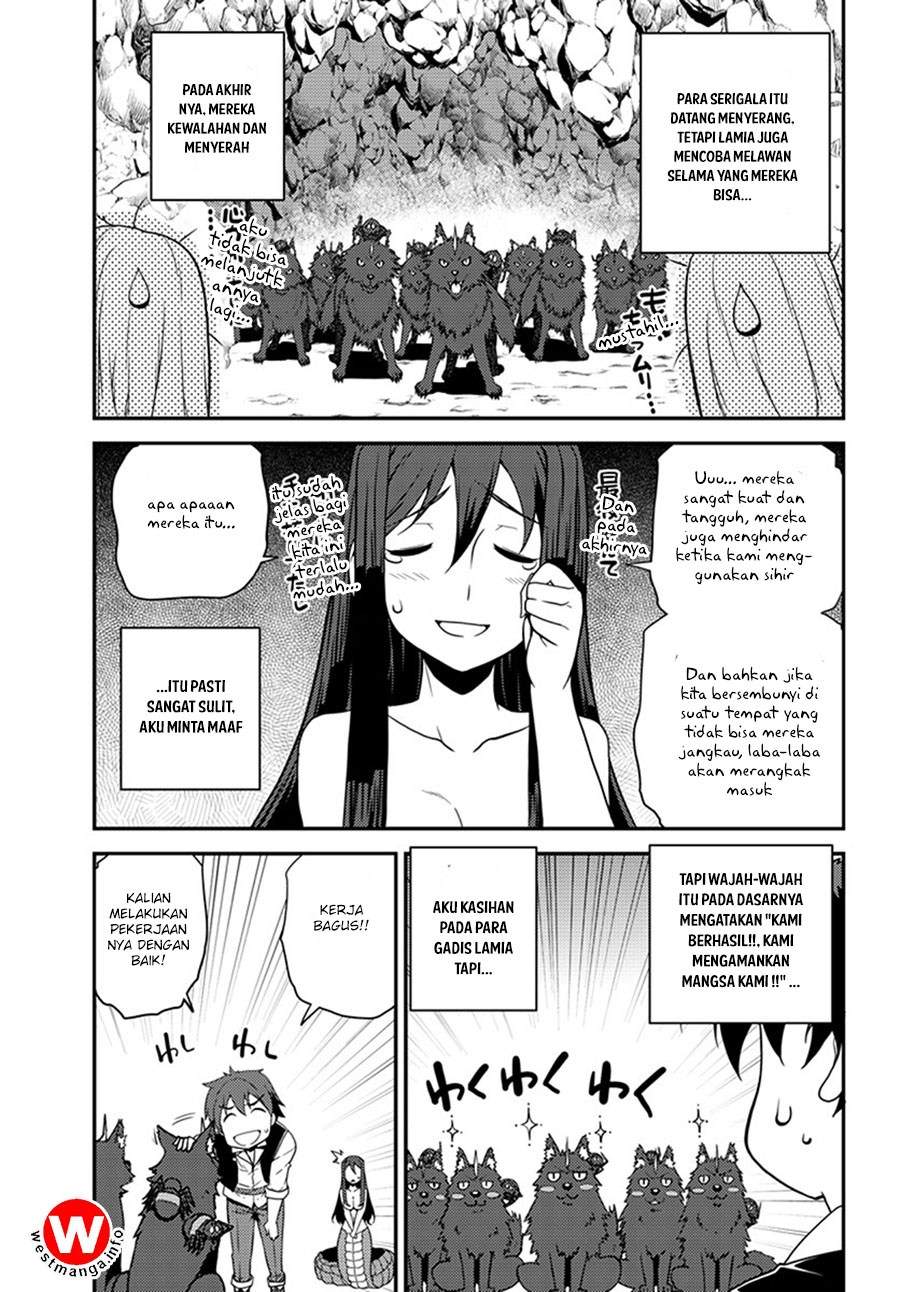 PARA SERIGALA ITU
DATANG MENYERANG,
TETAPI LAMIA JUGA
MENCOBA MELAWAN
SELAMA YANG MEREKA
BISA...
PADA AKHIR
NYA, MEREKA
KEWALAHAN DAN
MENYERAH
もームリ…
mustahil...
aku
tidak bisa
melanjutk
annya
lagi...
Uuu... mereka
sangat kuat dan
tangguh, mereka
juga menghindar
ketika kami meng-
gunakan sihir
Dan bahkan jika
kita bersembunyi di
suatu tempat yang
tidak bisa mereka
jangkau, laba-laba
akan merangkak
masuk
Dan
pada
akhirnya
itu sudah
jelas bagi
mereka
kita ini
terlalu
mudah...
apa apaaan
mereka itu...
...ITU PASTI
SANGAT SULIT,
AKU MINTA MAAF
TAPI WAJAH-WAJAH
ITU PADA DASARNYA
MENGATAKAN "KAMI
BERHASIL!!, KAMI
MENGAMANKAN
MANGSA KAMI !!" ...
AKU KASIHAN
PADA PARA
GADIS LAMIA
TAPI...
わくわくわく
KERJA
BAGUS!!
KALIAN
MELAKUKAN
PEKERJAAN
NYA DENGAN
BAIK!
わし わし
W
westmanga.info